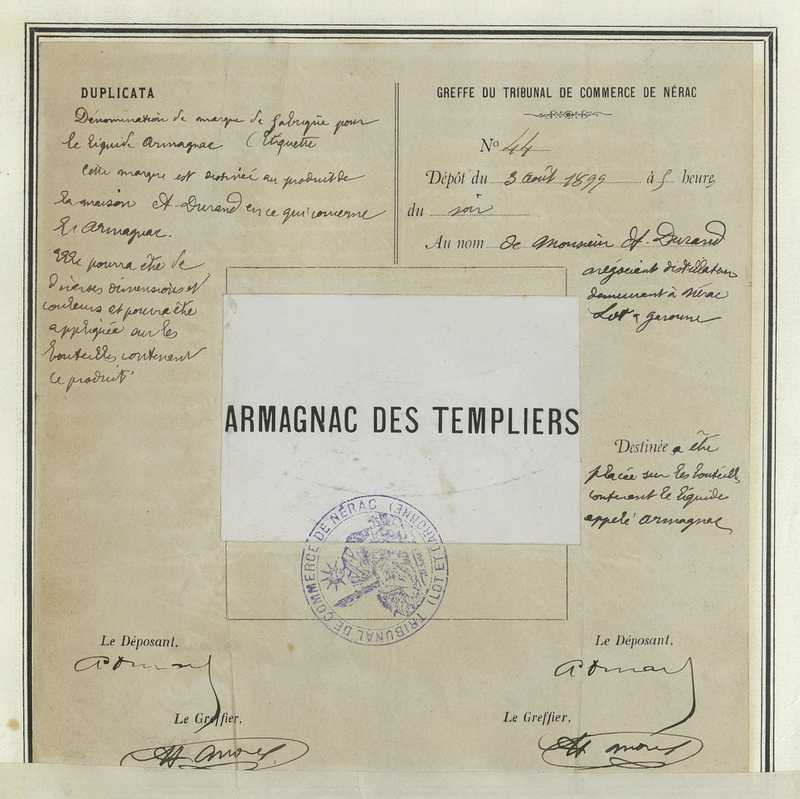 DUPLICATA
Dénomination de marque de fabrique pour
le liquide armagnac (Etiquette
Cette marque est destinée au produit de
la maison A. Durand en ce qui concerne
l'Armagnac.
Elle pourra être de
diverses dimensions et
couleurs et pourra être
appliquée sur les
bouteilles contenant
ce produit.
GREFFE DU TRIBUNAL DE COMMERCE DE NÉRAC
No 44
Dépôt du 3 août 1899 à 5 heures
du soir
Au nom de Monsieur A. Durand
négociant distillateur
demeurant à Nérac
Lot & Garonne
ARMAGNAC DES TEMPLIERS
Destinée a être
placée sur les bouteilles
contenant le liquide
appelé armagnac
TRIBUNAL DE COMMERCE DE NÉRAC (LOT ET GARONNE)
Le Déposant,
Le Greffier,
Le Déposant,
Le Greffier,